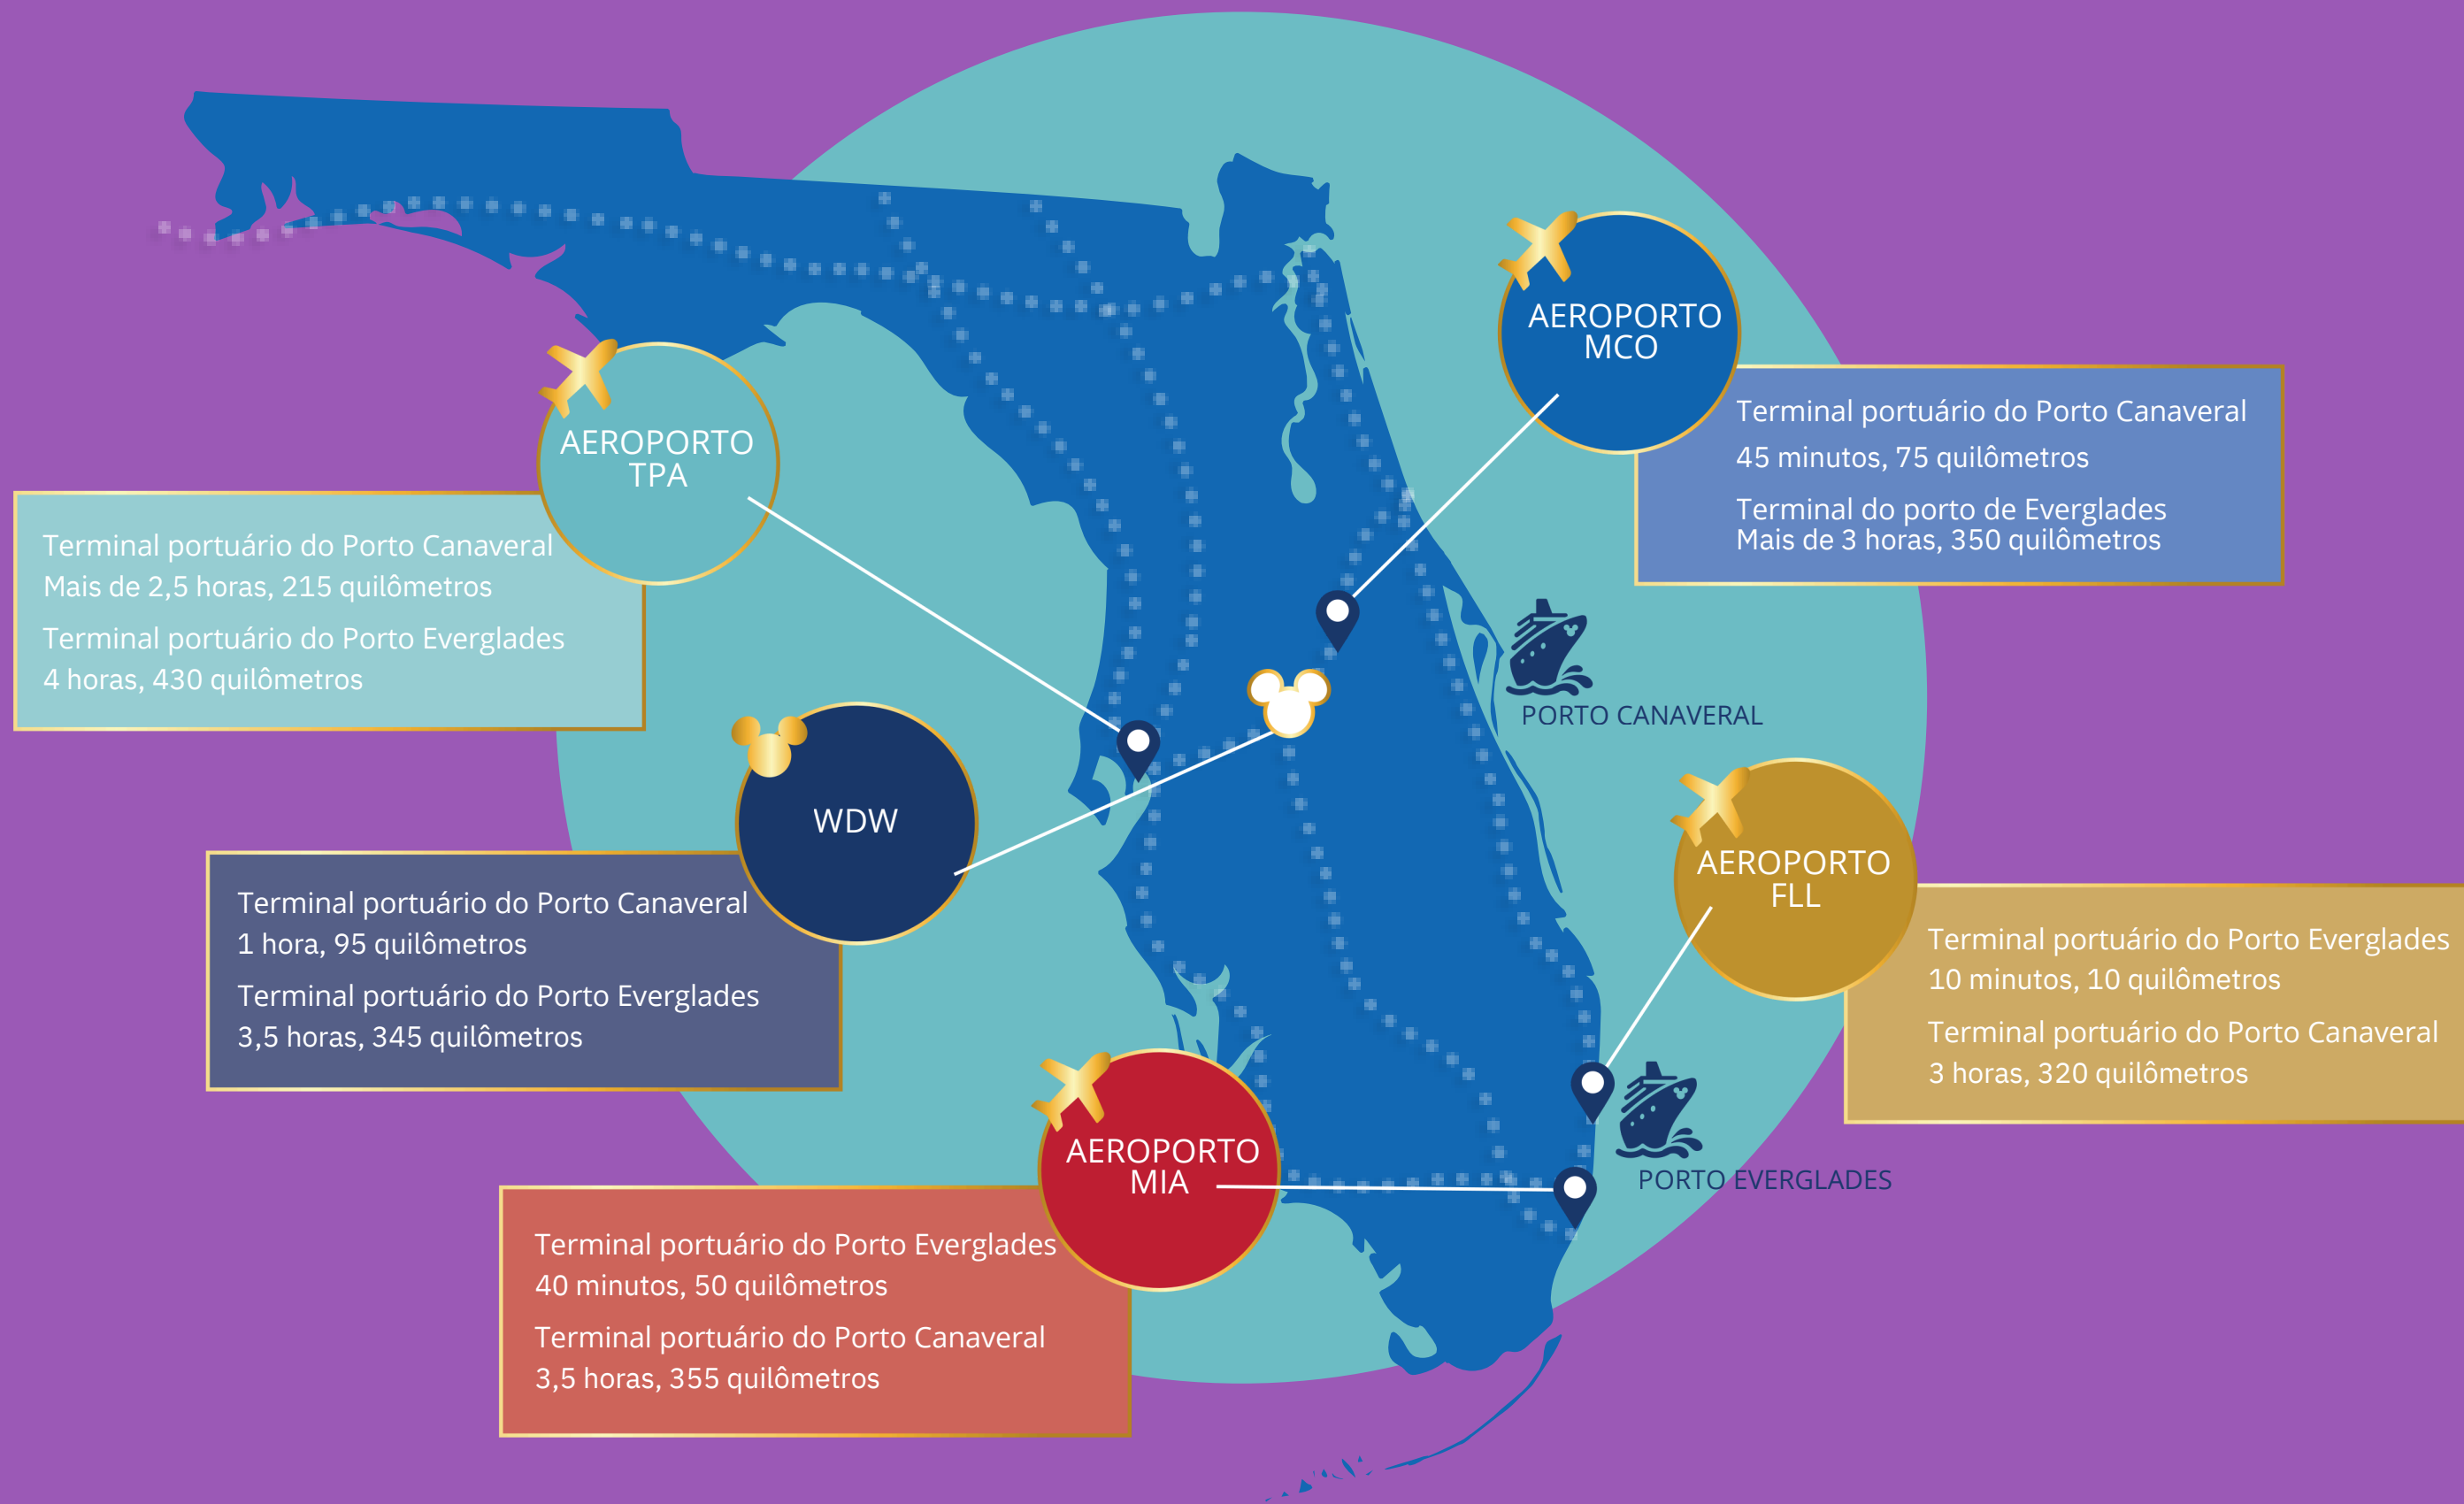 AEROPORTO
MCO
Terminal portuário do Porto Canaveral
45 minutos, 75 quilômetros
Terminal do porto de Everglades
Mais de 3 horas, 350 quilômetros
AEROPORTO
TPA
Terminal portuário do Porto Canaveral
Mais de 2,5 horas, 215 quilômetros
Terminal portuário do Porto Everglades
4 horas, 430 quilômetros
PORTO CANAVERAL
WDW
Terminal portuário do Porto Canaveral
1 hora, 95 quilômetros
Terminal portuário do Porto Everglades
3,5 horas, 345 quilômetros
AEROPORTO
FLL
Terminal portuário do Porto Everglades
10 minutos, 10 quilômetros
Terminal portuário do Porto Canaveral
3 horas, 320 quilômetros
AEROPORTO
MIA
Terminal portuário do Porto Everglades
40 minutos, 50 quilômetros
Terminal portuário do Porto Canaveral
3,5 horas, 355 quilômetros
PORTO EVERGLADES